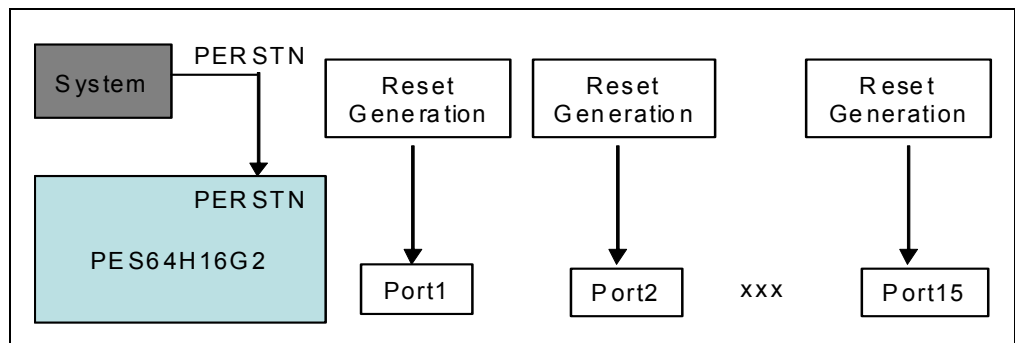 PERSTN
System
Reset
Generation
Reset
Generation
Reset
Generation
PERSTN
PES64H16G2
Port1
Port2
xxx
Port15